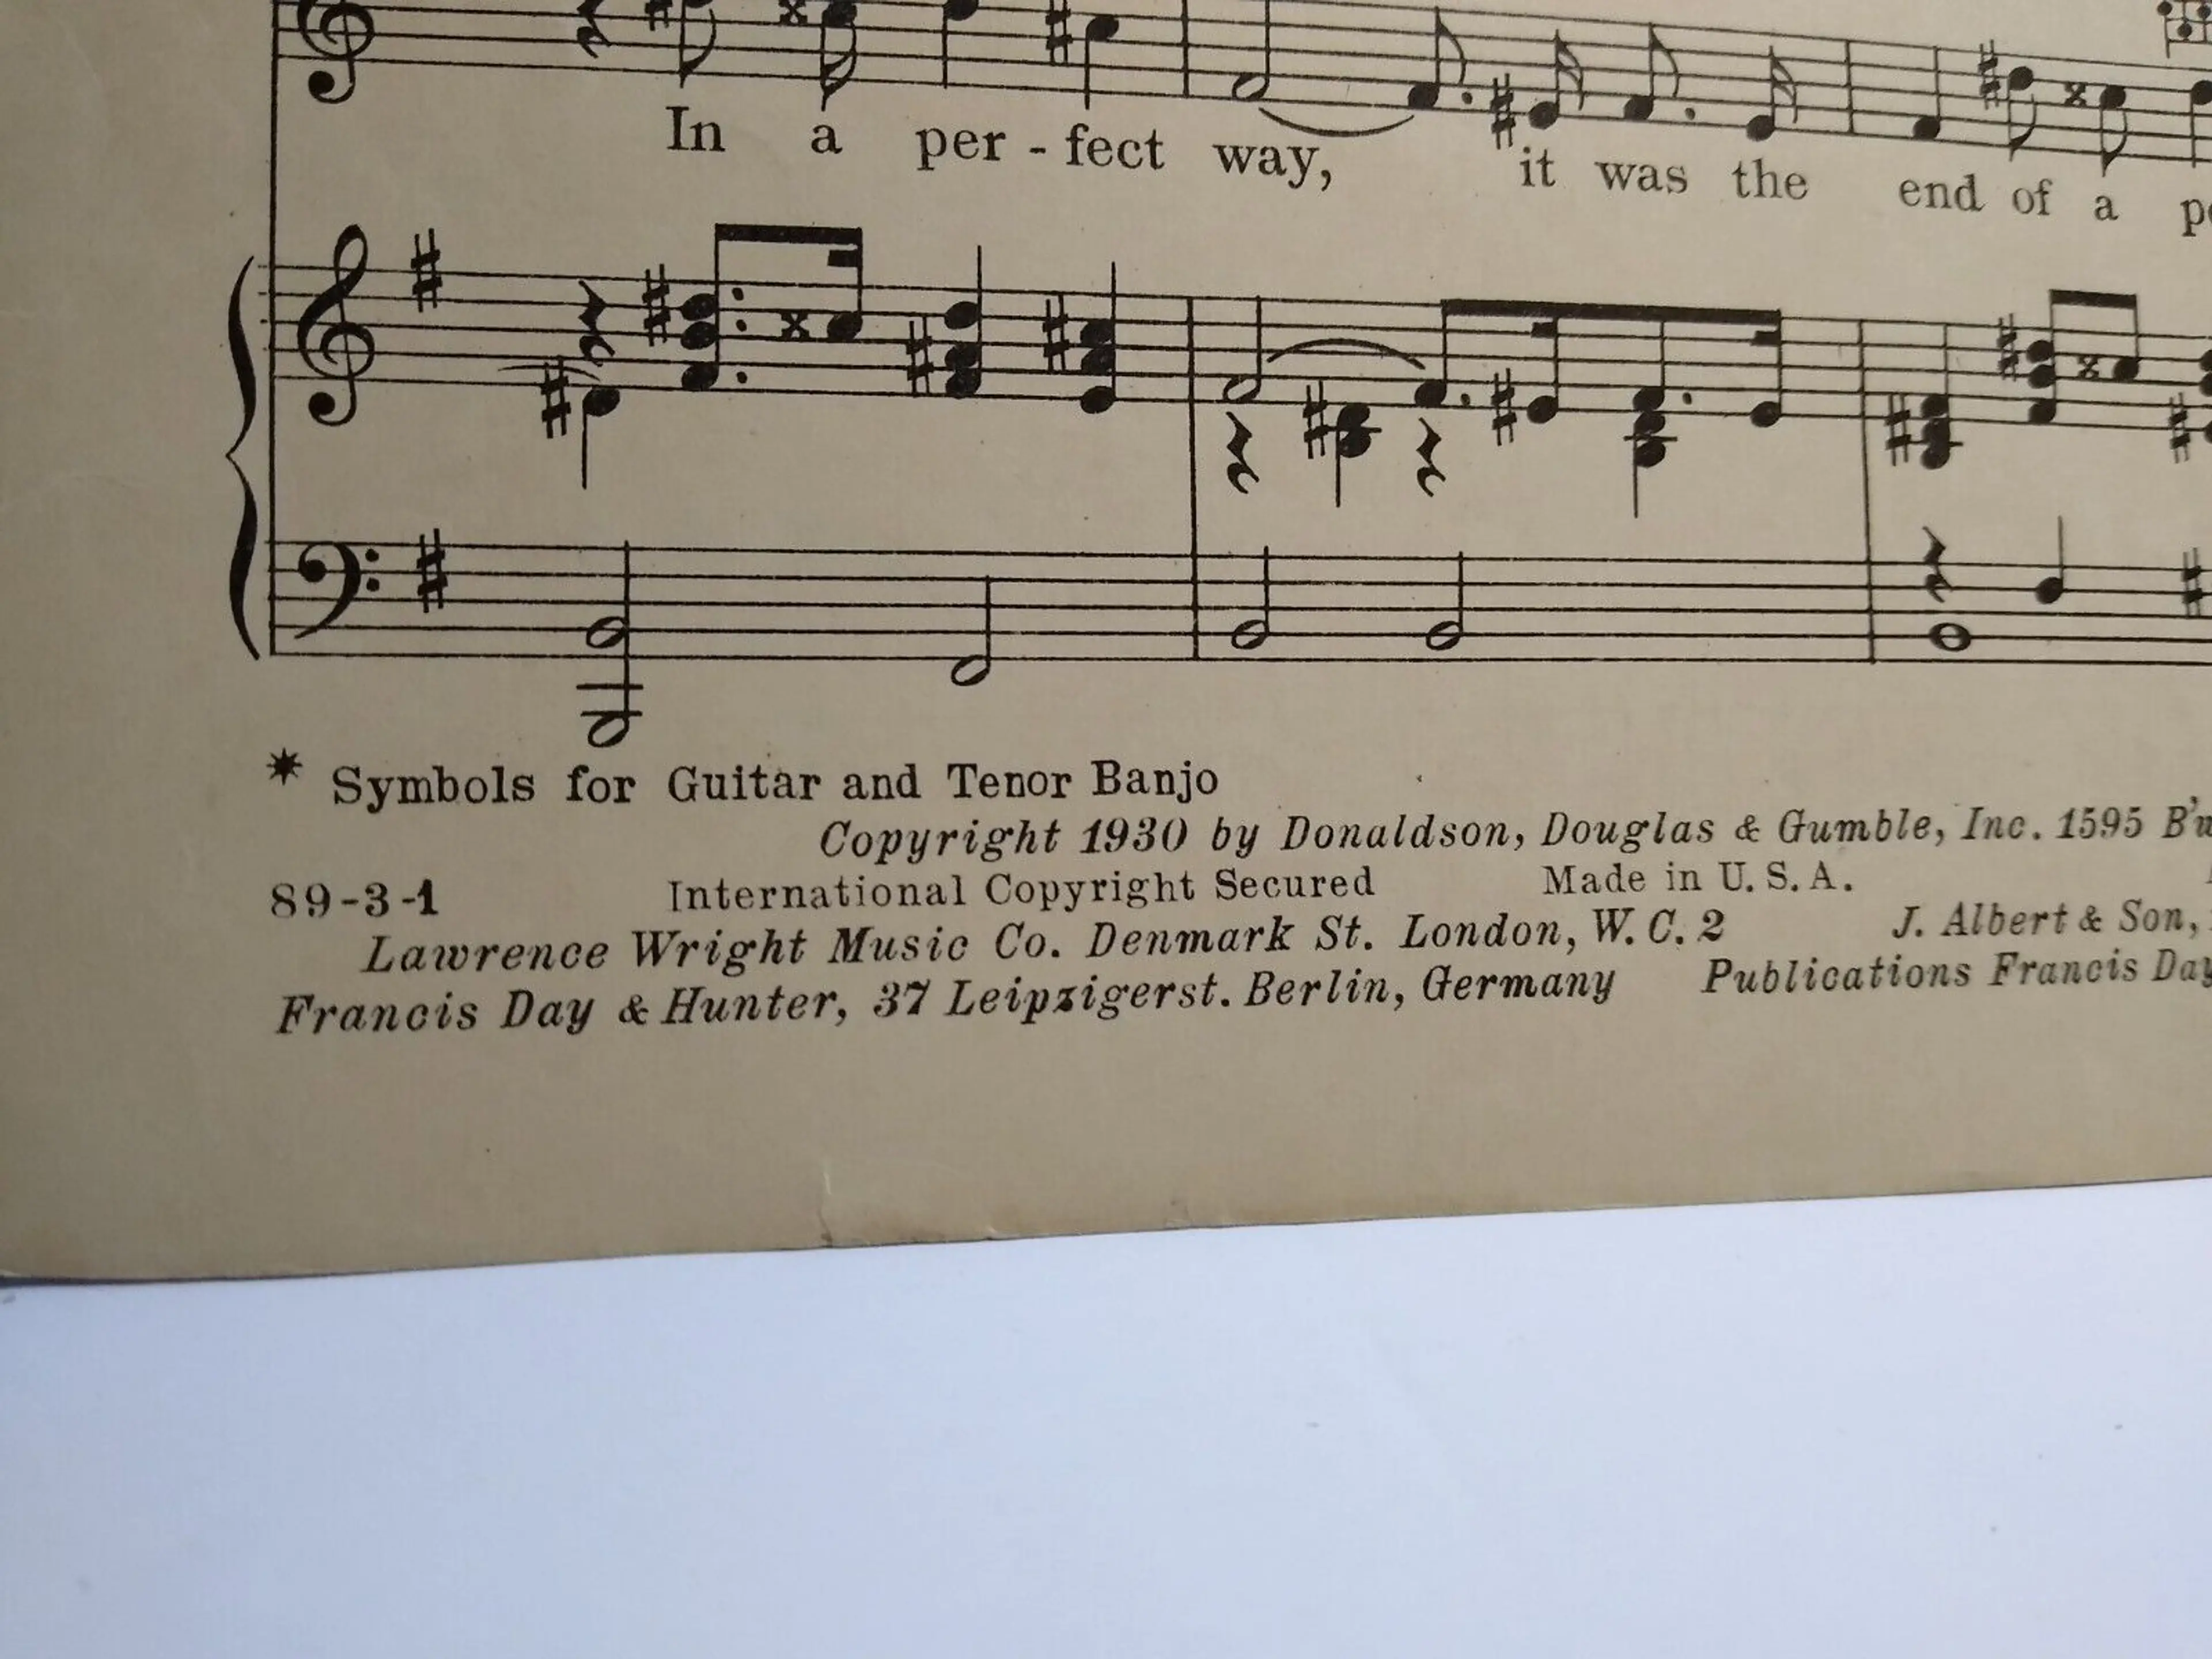 In a per - fect way, it was the end of a
* Symbols for Guitar and Tenor Banjo
Copyright 1930 by Donaldson, Douglas & Gumble, Inc. 1595
89-3-1 International Copyright Secured Made in U. S. A.
Lawrence Wright Music Co. Denmark St. London, W. C. 2 J. Albert & Son,
Francis Day & Hunter, 37 Leipzigerst. Berlin, Germany Publications Francis Day